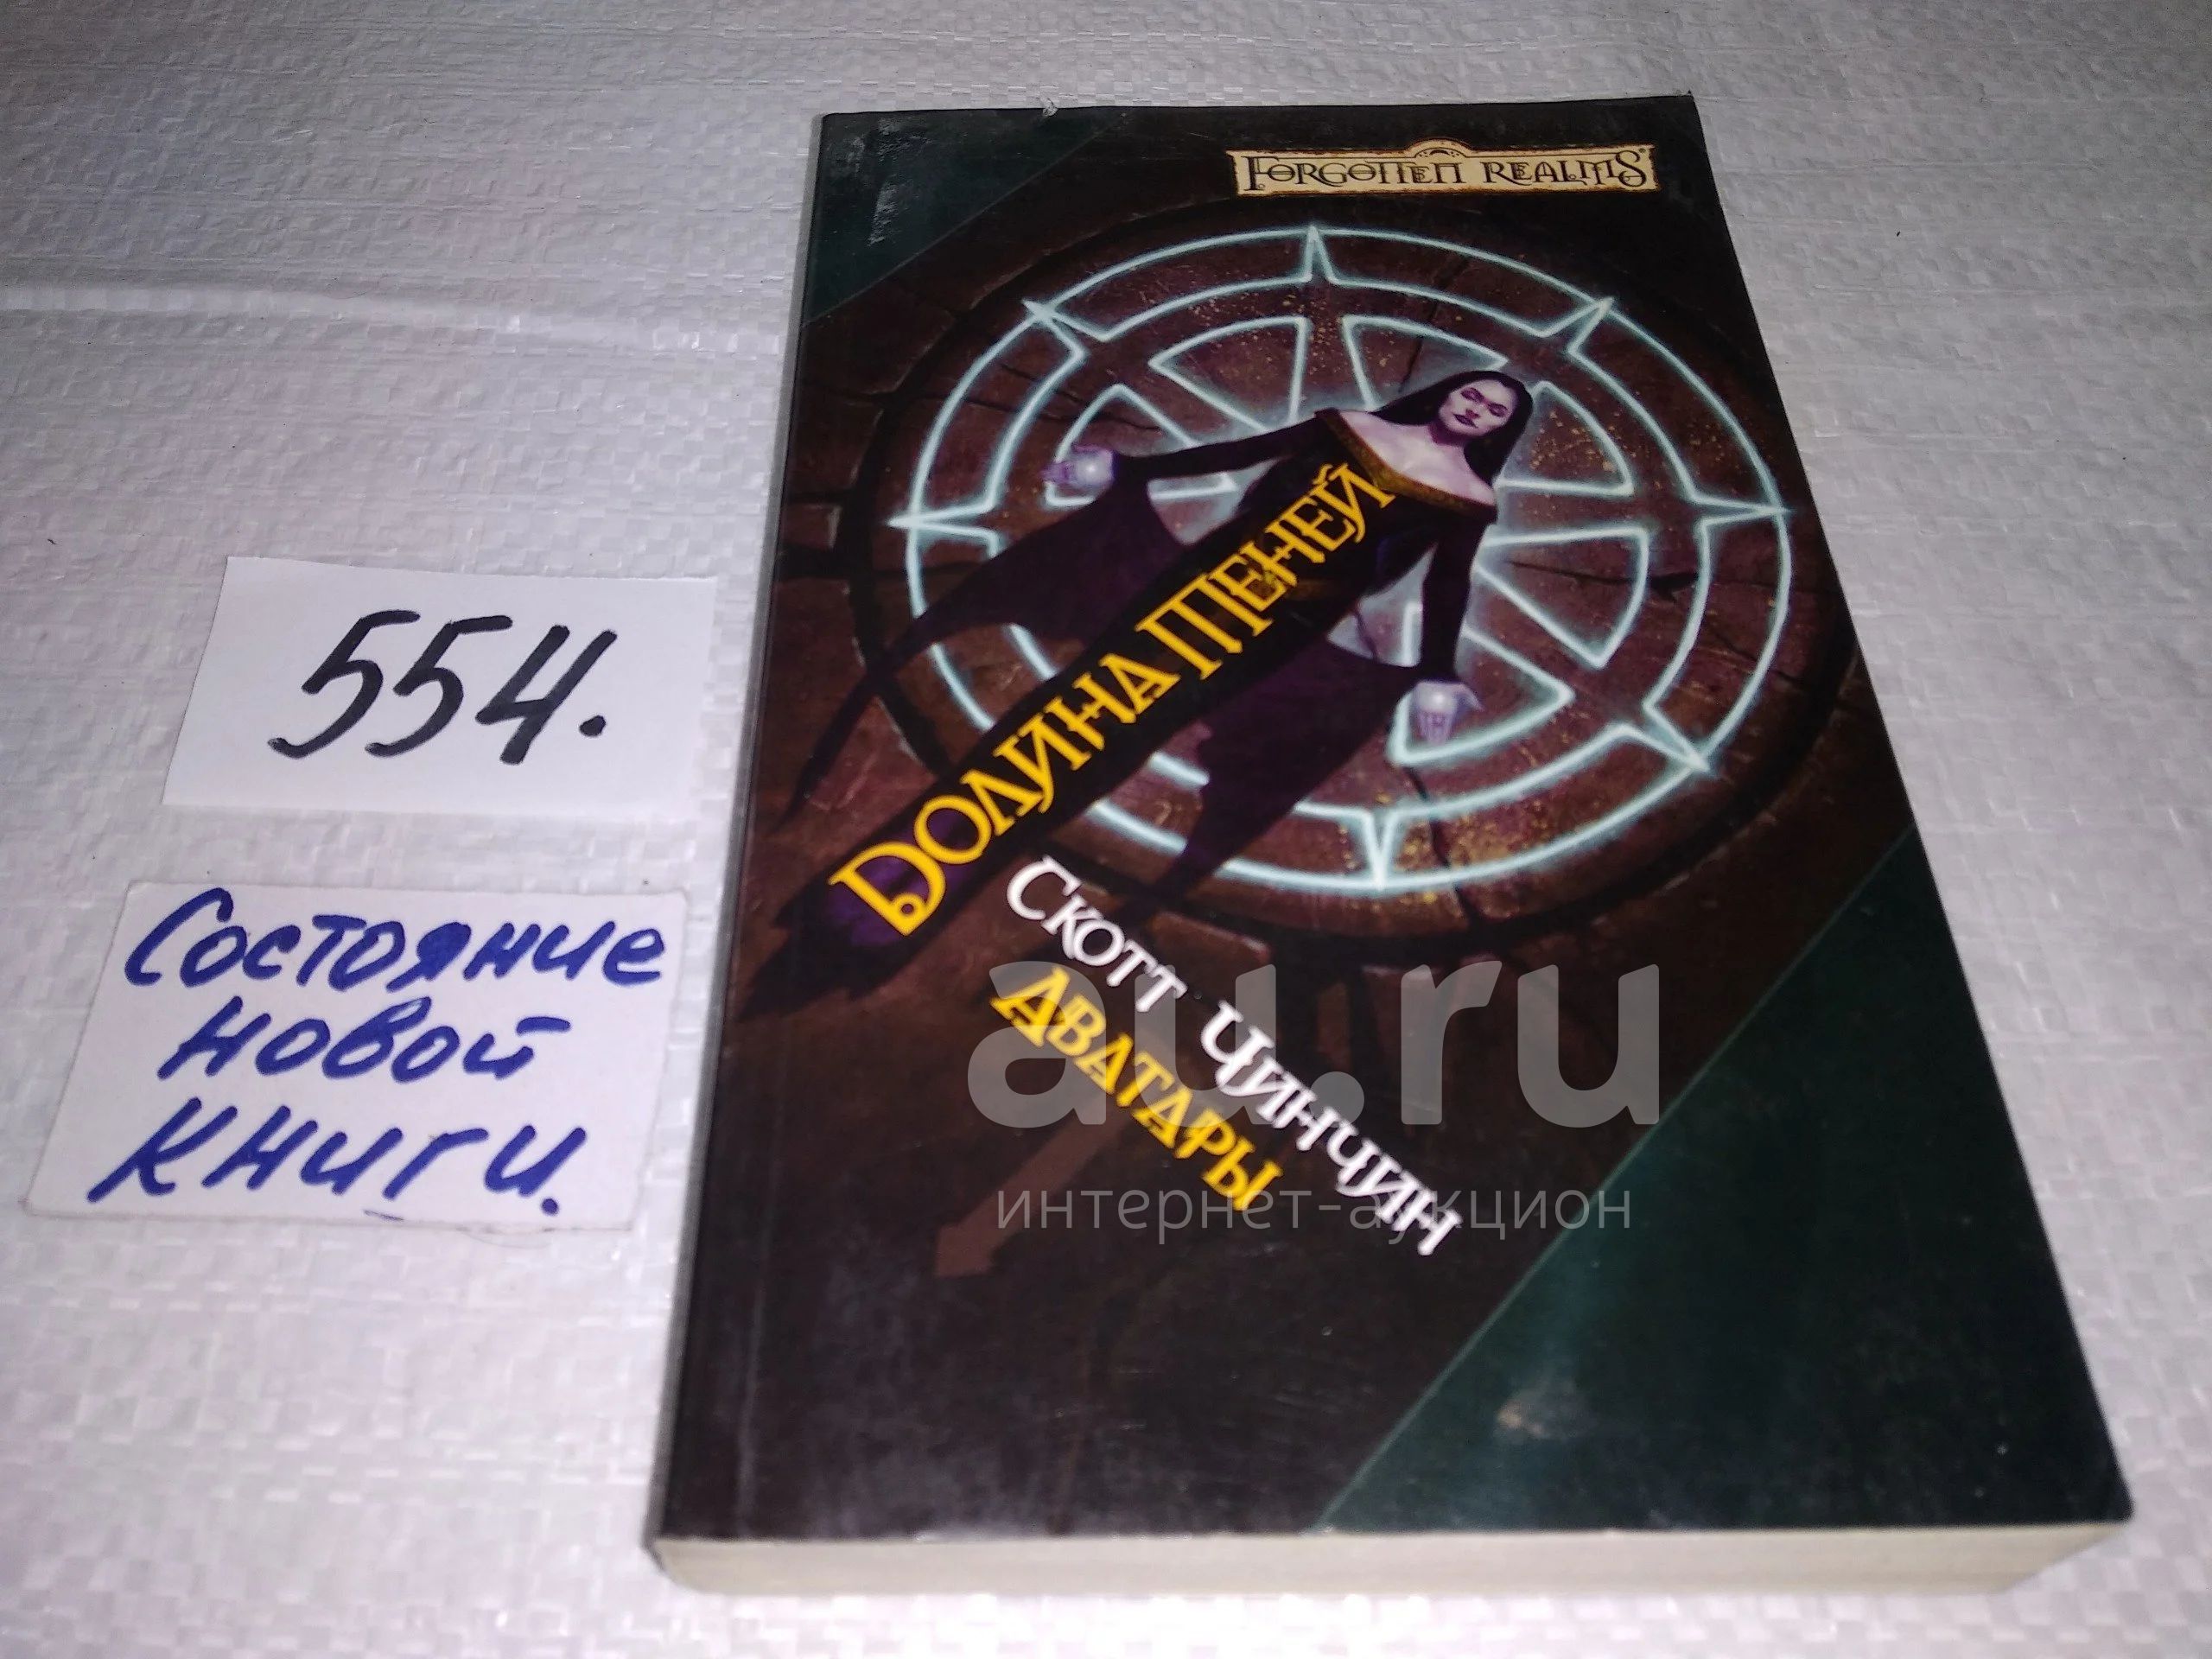 FORGOTTEN REALMS
ДОЛИНА ТЕНЕЙ
СКОТТ ЧИНЧИН
АВАТАРЫ
554.
Состояние
новой
книги.
au.ru
интернет-аукцион